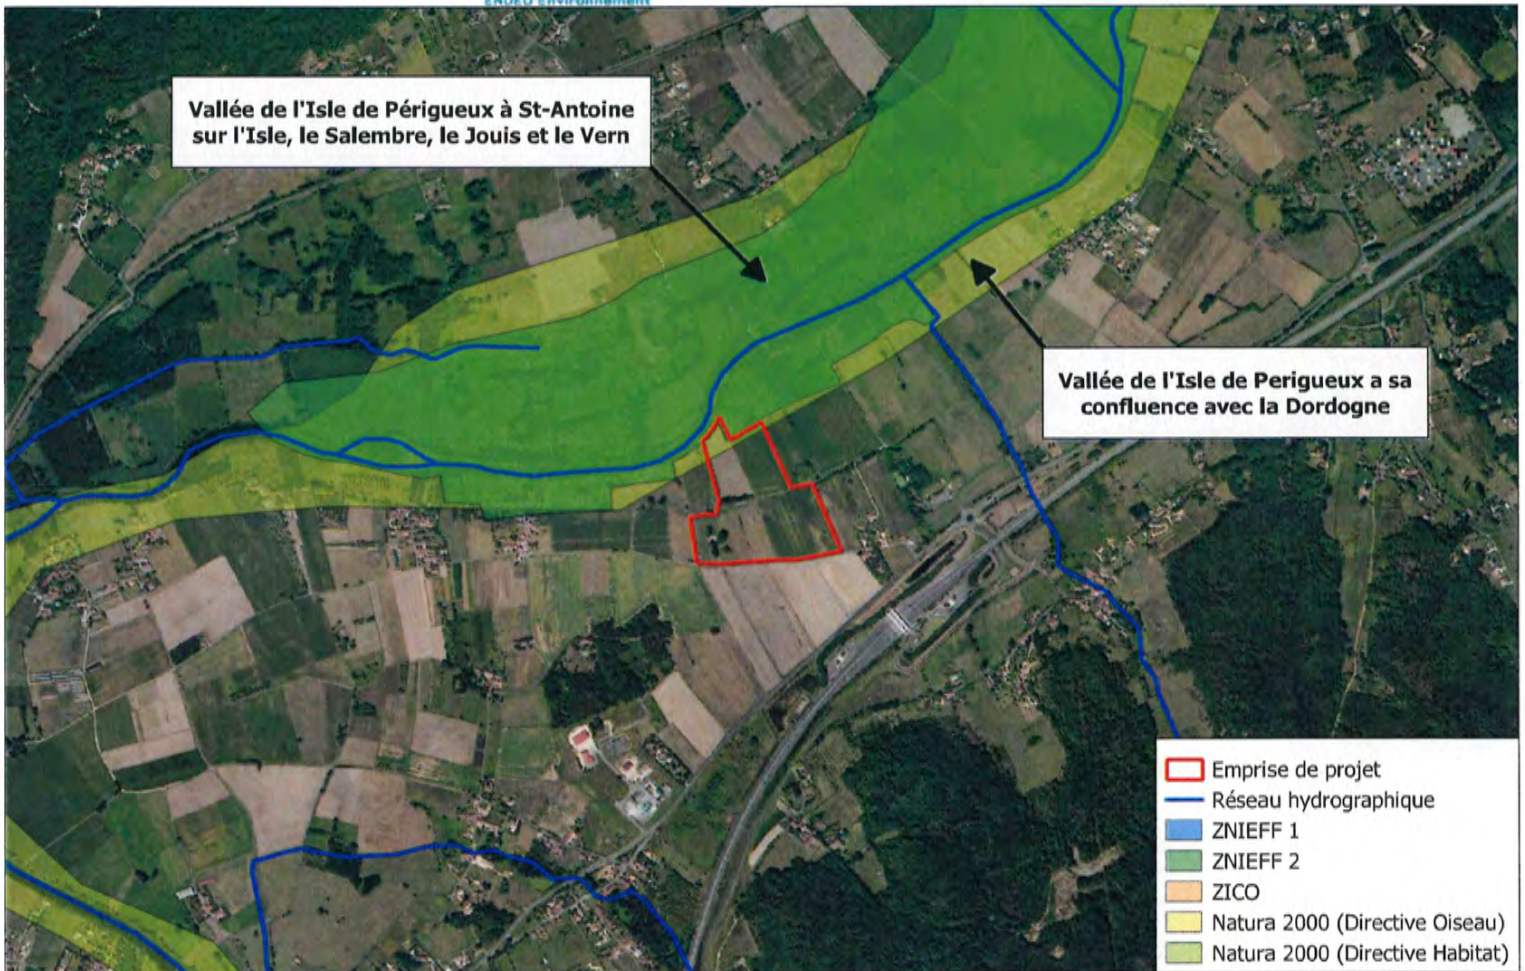 ENDEO Environnement
Vallée de l'Isle de Périgueux à St-Antoine
sur l'Isle, le Salembre, le Jouis et le Vern
Vallée de l'Isle de Perigueux a sa
confluence avec la Dordogne
Emprise de projet
Réseau hydrographique
ZNIEFF 1
ZNIEFF 2
ZICO
Natura 2000 (Directive Oiseau)
Natura 2000 (Directive Habitat)